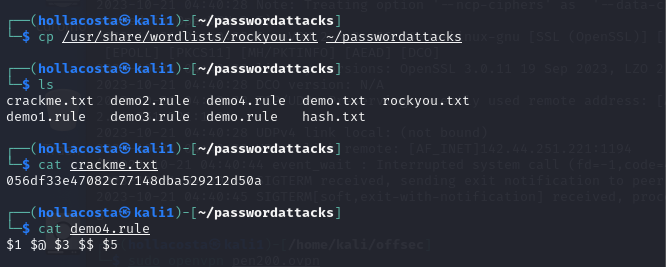 ┌──(hollacosta㉿kali1)-[~/passwordattacks]
└─$ cp /usr/share/wordlists/rockyou.txt ~/passwordattacks
┌──(hollacosta㉿kali1)-[~/passwordattacks]
└─$ ls
crackme.txt demo2.rule demo4.rule demo.txt rockyou.txt
demo1.rule demo3.rule demo.rule hash.txt
┌──(hollacosta㉿kali1)-[~/passwordattacks]
└─$ cat crackme.txt
056df33e47082c77148dba529212d50a
┌──(hollacosta㉿kali1)-[~/passwordattacks]
└─$ cat demo4.rule
$1 $@ $3 $$ $5